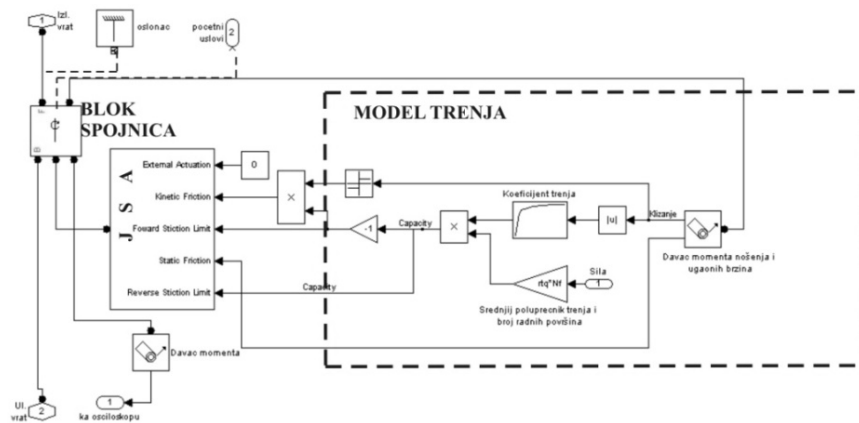 1
Izl.
vrat
oslonac
pocetni
uslovi
2
BLOK
SPOJNICA
MODEL TRENJA
J S A
External Actuation
Kinetic Friction
Foward Stiction Limit
Static Friction
Reverse Stiction Limit
0
×
-1
Capacity
Capacity
×
Koeficijent trenja
|u|
Klizanje
Davac momenta nošenja i
ugaonih brzina
rtq*Nf
Sila
1
Srednjij poluprecnik trenja i
broj radnih površina
Davac momenta
1
ka osciloskopu
Ul.
vrat
2